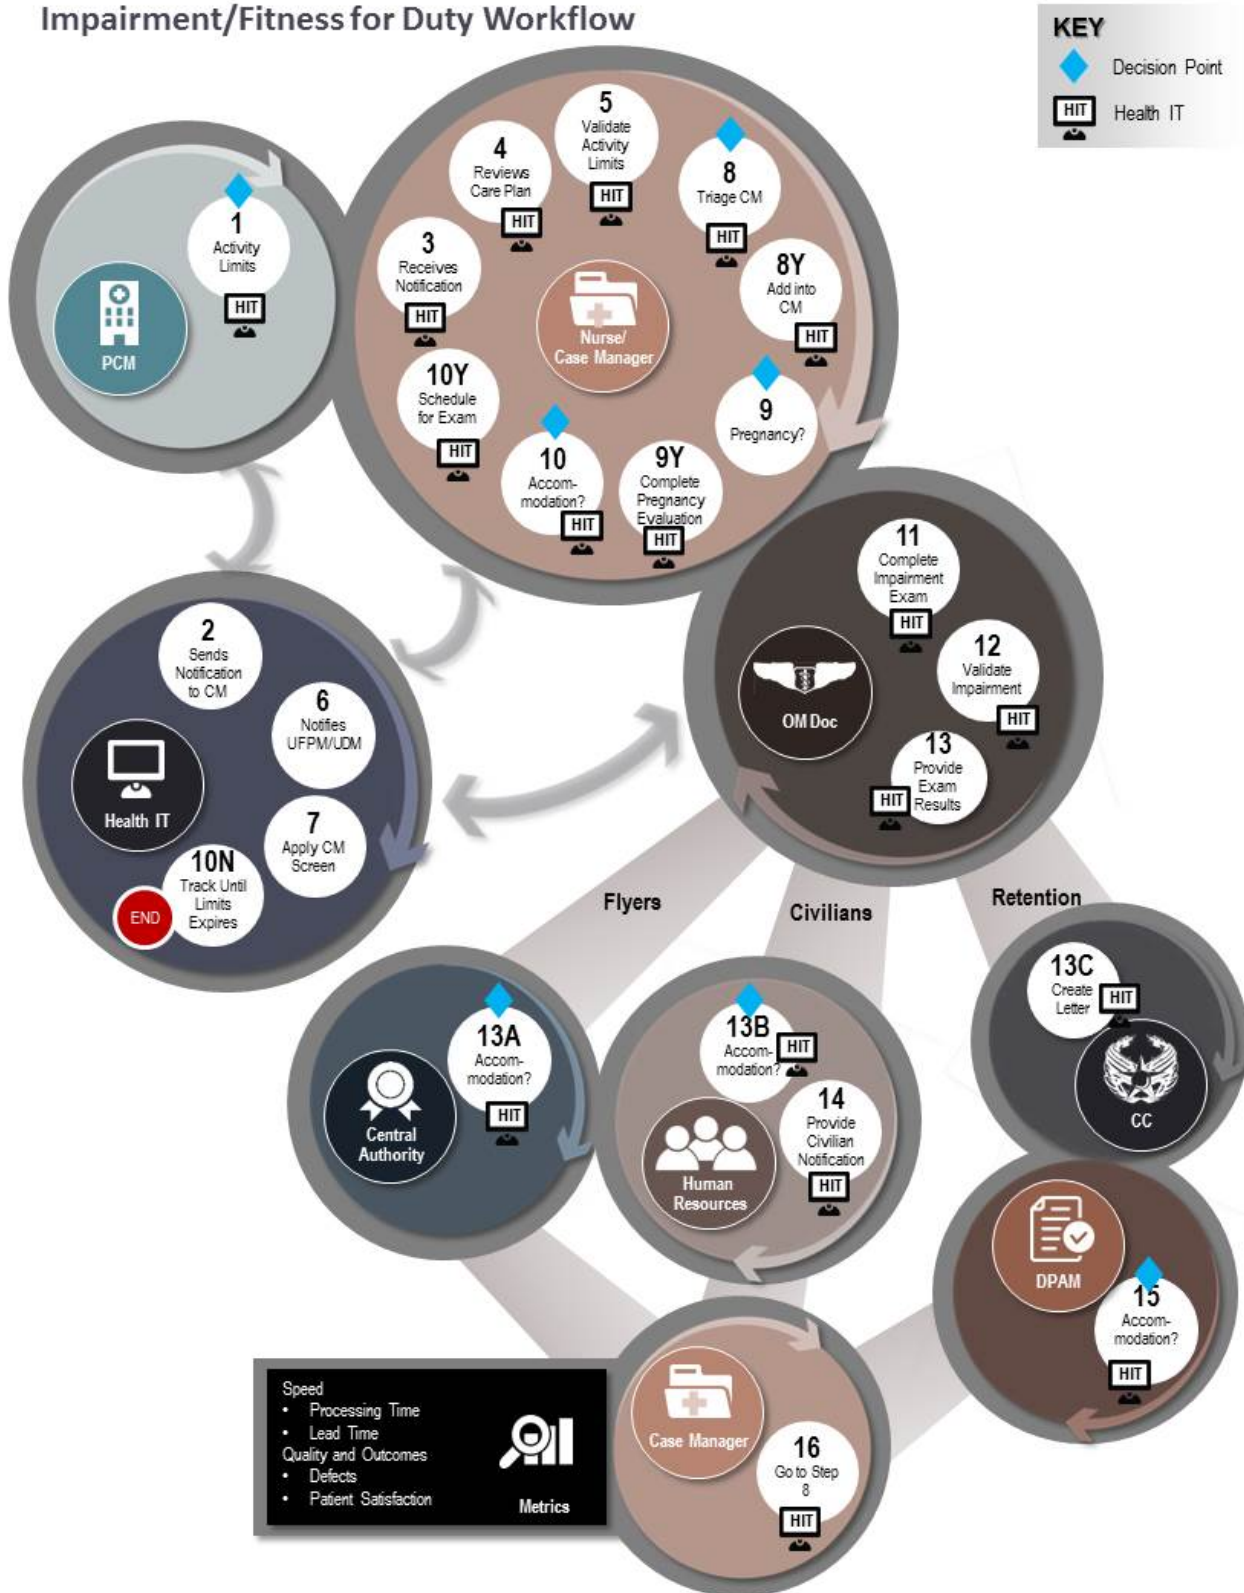 Impairment/Fitness for Duty Workflow
KEY
Decision Point
HIT
Health IT
1
Activity
Limits
HIT
PCM
3
Receives
Notification
HIT
4
Reviews
Care Plan
HIT
5
Validate
Activity
Limits
HIT
8
Triage CM
HIT
8Y
Add into
CM
HIT
9
Pregnancy?
9Y
Complete
Pregnancy
Evaluation
HIT
10
Accom-
modation?
HIT
10Y
Schedule
for Exam
HIT
Nurse/
Case Manager
2
Sends
Notification
to CM
6
Notifies
UFPM/UDM
7
Apply CM
Screen
10N
Track Until
Limits
Expires
END
Health IT
11
Complete
Impairment
Exam
HIT
12
Validate
Impairment
HIT
13
Provide
Exam
Results
HIT
OM Doc
Flyers
Civilians
Retention
13A
Accom-
modation?
HIT
Central
Authority
13B
Accom-
modation?
HIT
14
Provide
Civilian
Notification
HIT
Human
Resources
13C
Create
Letter
HIT
CC
DPAM
15
Accom-
modation?
HIT
Case Manager
16
Go to Step
8
HIT
Speed
• Processing Time
• Lead Time
Quality and Outcomes
• Defects
• Patient Satisfaction
Metrics